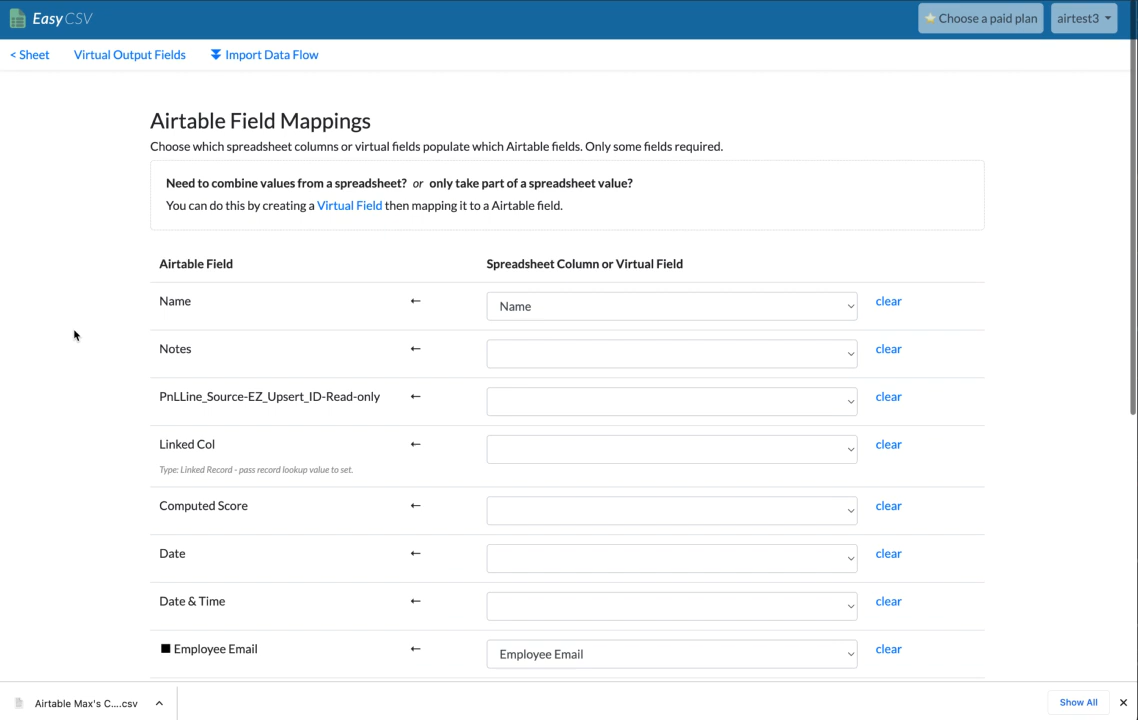 EasyCSV
Choose a paid plan
airtest3
< Sheet
Virtual Output Fields
Import Data Flow
Airtable Field Mappings
Choose which spreadsheet columns or virtual fields populate which Airtable fields. Only some fields required.
Need to combine values from a spreadsheet? or only take part of a spreadsheet value?
You can do this by creating a Virtual Field then mapping it to a Airtable field.
Airtable Field
Spreadsheet Column or Virtual Field
Name ← Name clear
Notes ← clear
PnLLine_Source-EZ_Upsert_ID-Read-only ← clear
Linked Col ← clear
Type: Linked Record - pass record lookup value to set.
Computed Score ← clear
Date ← clear
Date & Time ← clear
Employee Email ← Employee Email clear
Airtable Max's C....csv
Show All